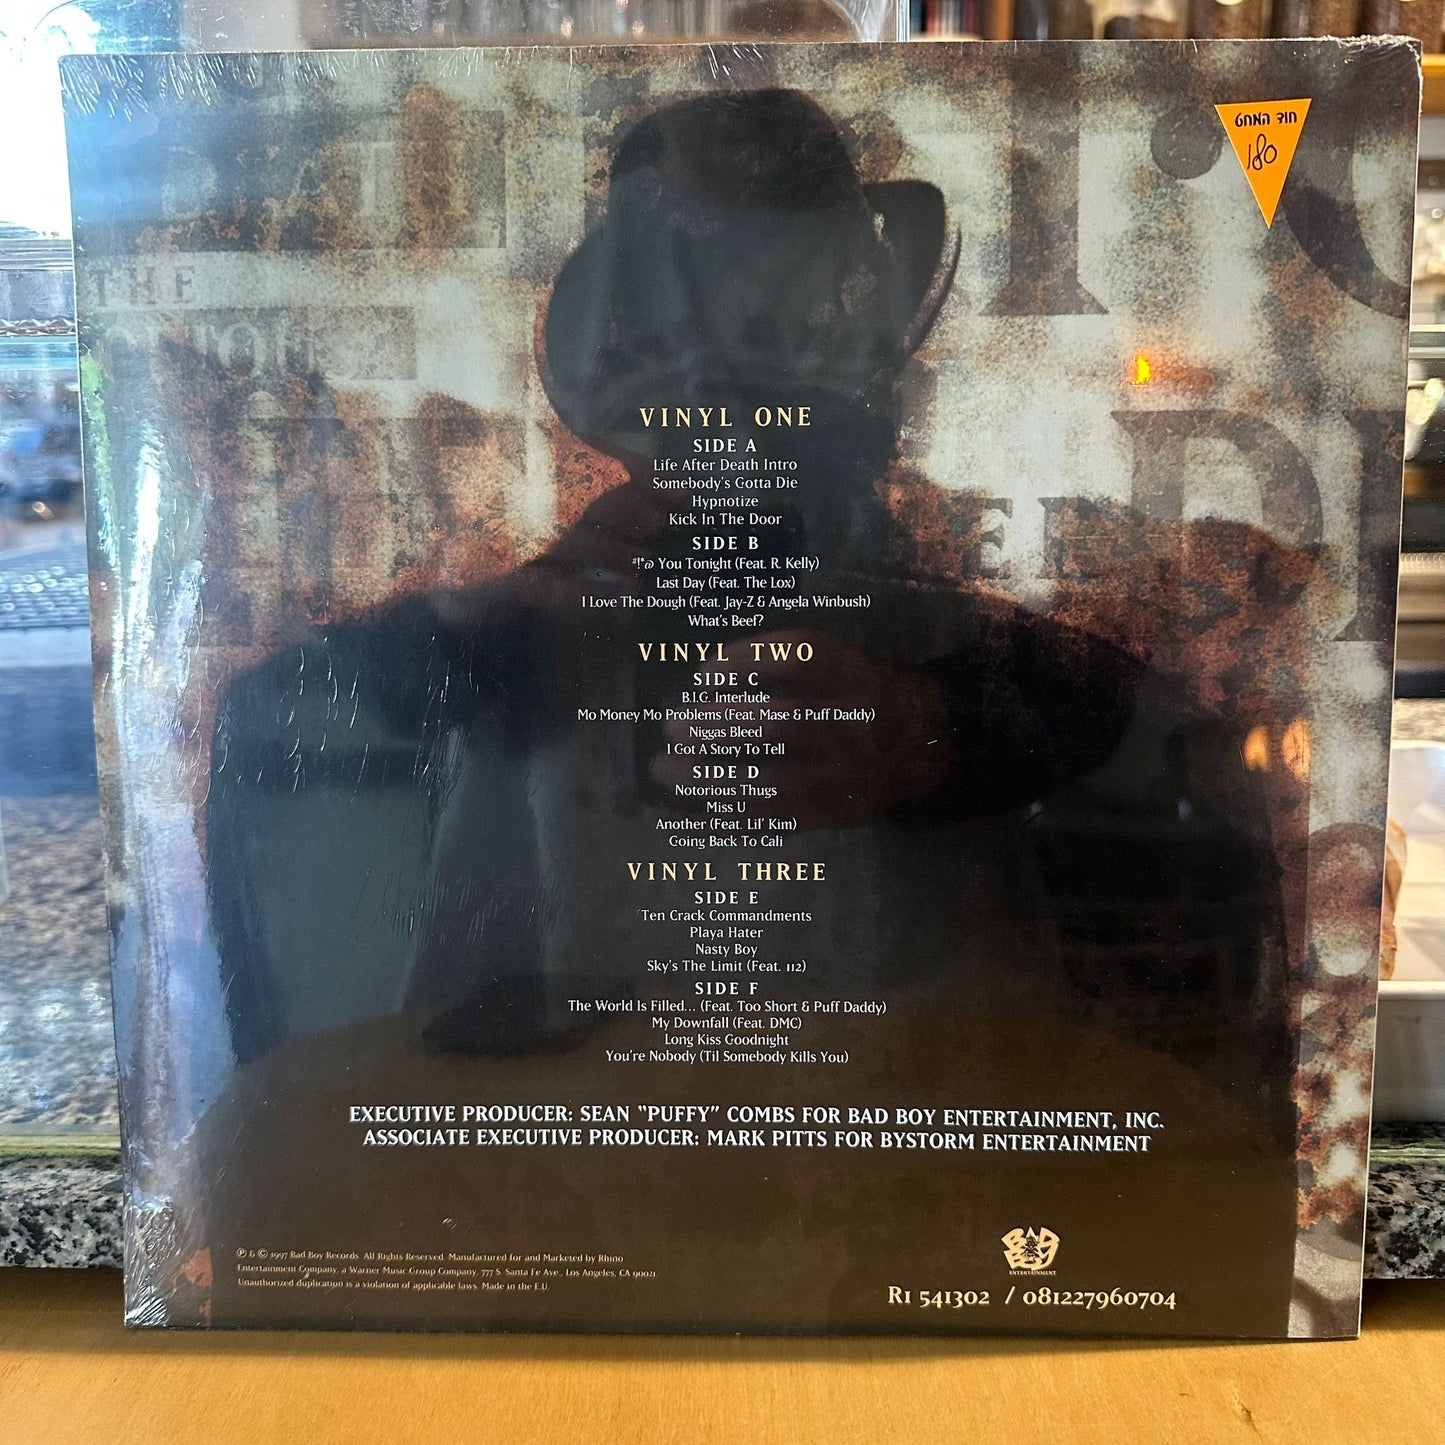 חוד המחט
180
THE
VINYL ONE
SIDE A
Life After Death Intro
Somebody's Gotta Die
Hypnotize
Kick In The Door
SIDE B
#!*@ You Tonight (Feat. R. Kelly)
Last Day (Feat. The Lox)
I Love The Dough (Feat. Jay-Z & Angela Winbush)
What's Beef?
VINYL TWO
SIDE C
B.I.G. Interlude
Mo Money Mo Problems (Feat. Mase & Puff Daddy)
Niggas Bleed
I Got A Story To Tell
SIDE D
Notorious Thugs
Miss U
Another (Feat. Lil' Kim)
Going Back To Cali
VINYL THREE
SIDE E
Ten Crack Commandments
Playa Hater
Nasty Boy
Sky's The Limit (Feat. 112)
SIDE F
The World Is Filled... (Feat. Too Short & Puff Daddy)
My Downfall (Feat. DMC)
Long Kiss Goodnight
You're Nobody (Til Somebody Kills You)
EXECUTIVE PRODUCER: SEAN "PUFFY" COMBS FOR BAD BOY ENTERTAINMENT, INC.
ASSOCIATE EXECUTIVE PRODUCER: MARK PITTS FOR BYSTORM ENTERTAINMENT
℗ & © 1997 Bad Boy Records. All Rights Reserved. Manufactured for and Marketed by Rhino
Entertainment Company, a Warner Music Group Company, 777 S. Santa Fe Ave., Los Angeles, CA 90021.
Unauthorized duplication is a violation of applicable laws. Made in the E.U.
BAD BOY
ENTERTAINMENT
R1 541302 / 081227960704